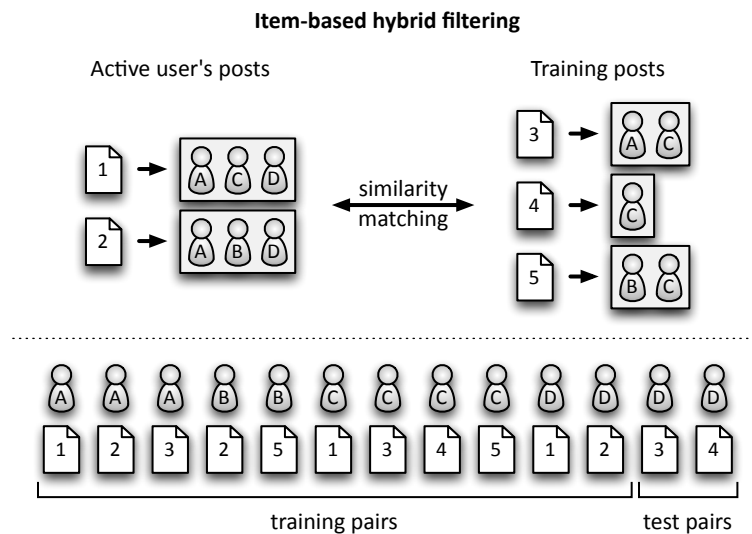 Item-based hybrid filtering
Active user's posts
Training posts
1
A C D
2
A B D
similarity
matching
3
A C
4
C
5
B C
A A A B B C C C C D D D D
1 2 3 2 5 1 3 4 5 1 2 3 4
training pairs
test pairs